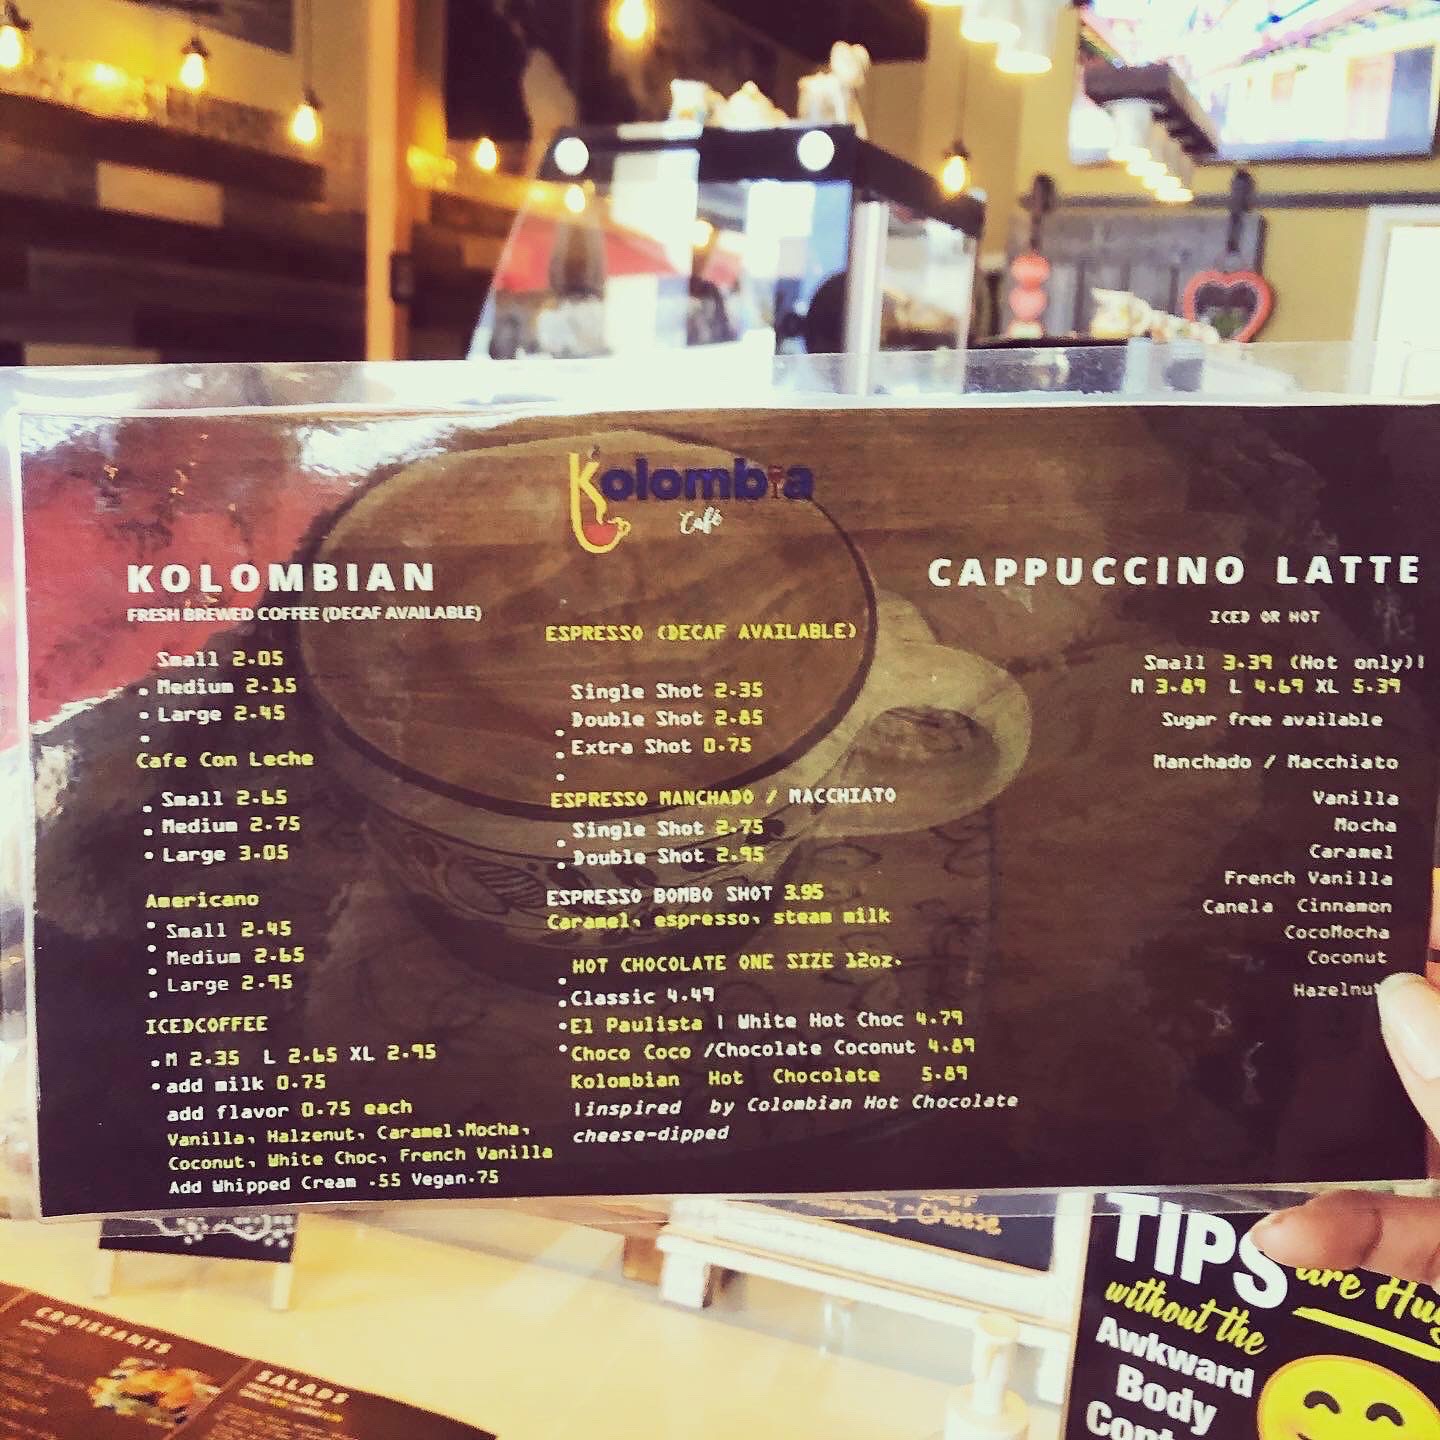 Kolombia
Café
KOLOMBIAN
FRESH BREWED COFFEE (DECAF AVAILABLE)
Small 2.05
• Medium 2.15
• Large 2.45
•
Cafe Con Leche
• Small 2.65
• Medium 2.75
• Large 3.05
Americano
• Small 2.45
• Medium 2.65
• Large 2.95
ICEDCOFFEE
• M 2.35 L 2.65 XL 2.95
• add milk 0.75
add flavor 0.75 each
Vanilla, Halzenut, Caramel,Mocha,
Coconut, White Choc, French Vanilla
Add Whipped Cream .55 Vegan.75
ESPRESSO (DECAF AVAILABLE)
Single Shot 2.35
• Double Shot 2.85
• Extra Shot 0.75
•
ESPRESSO MANCHADO / MACCHIATO
• Single Shot 2.75
• Double Shot 2.95
ESPRESSO BOMBO SHOT 3.95
Caramel, espresso, steam milk
HOT CHOCOLATE ONE SIZE 12oz.
• Classic 4.49
• El Paulista | White Hot Choc 4.79
• Choco Coco /Chocolate Coconut 4.89
Kolombian Hot Chocolate 5.89
|inspired by Colombian Hot Chocolate
cheese-dipped
CAPPUCCINO LATTE
ICED OR HOT
Small 3.39 (Hot only)|
M 3.89 L 4.69 XL 5.39
Sugar free available
Manchado / Macchiato
Vanilla
Mocha
Caramel
French Vanilla
Canela Cinnamon
CocoMocha
Coconut
Hazelnut
-Cheese
TIPS
are Hug
without the
Awkward
Body
Cont
CROISSANTS
SALADS